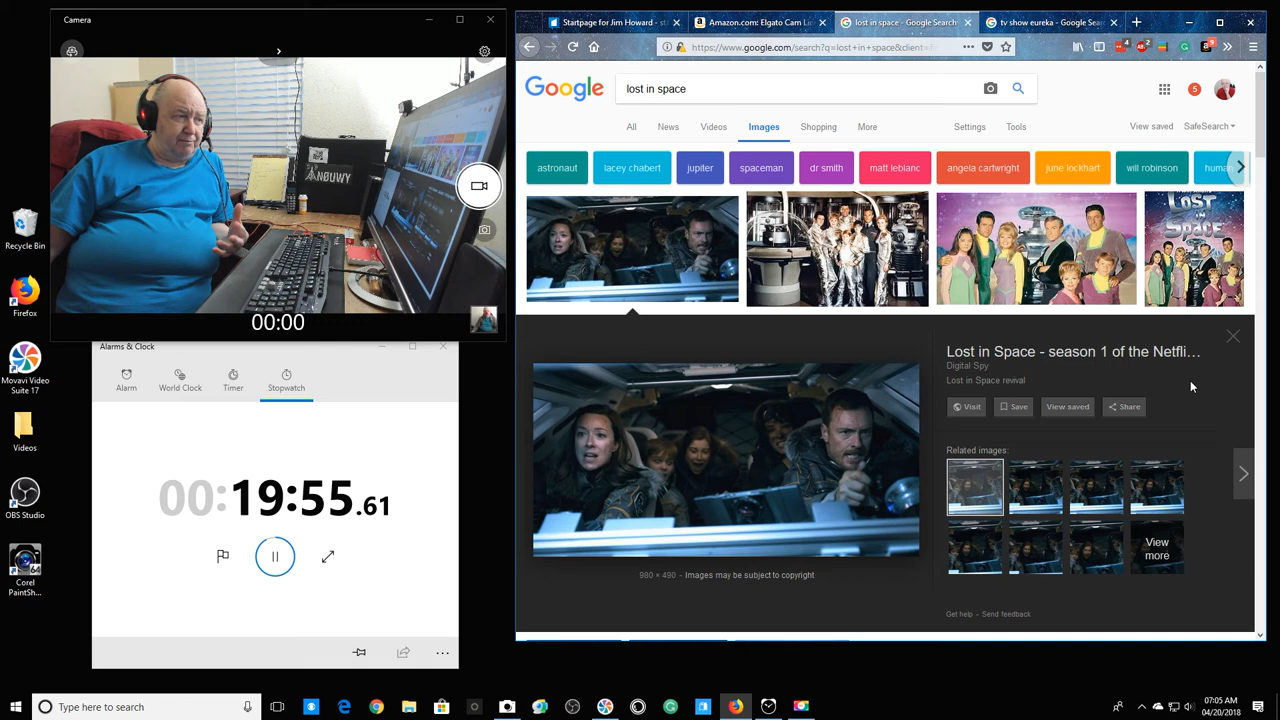 Camera
ANØUWY
00:00
Recycle Bin
Firefox
Movavi Video
Suite 17
Videos
OBS Studio
Corel
PaintSh...
Alarms & Clock
Alarm
World Clock
Timer
Stopwatch
00:19:55.61
Startpage for Jim Howard - st
Amazon.com: Elgato Cam Lin
lost in space - Google Search
tv show eureka - Google Sea
https://www.google.com/search?q=lost+in+space&client=
Google
lost in space
5
All
News
Videos
Images
Shopping
More
Settings
Tools
View saved
SafeSearch
astronaut
lacey chabert
jupiter
spaceman
dr smith
matt leblanc
angela cartwright
june lockhart
will robinson
human
LOST
IN
SPACE
Lost in Space - season 1 of the Netfli...
Digital Spy
Lost in Space revival
Visit
Save
View saved
Share
Related images:
View
more
980 × 490 - Images may be subject to copyright
Get help - Send feedback
Type here to search
07:05 AM
04/20/2018